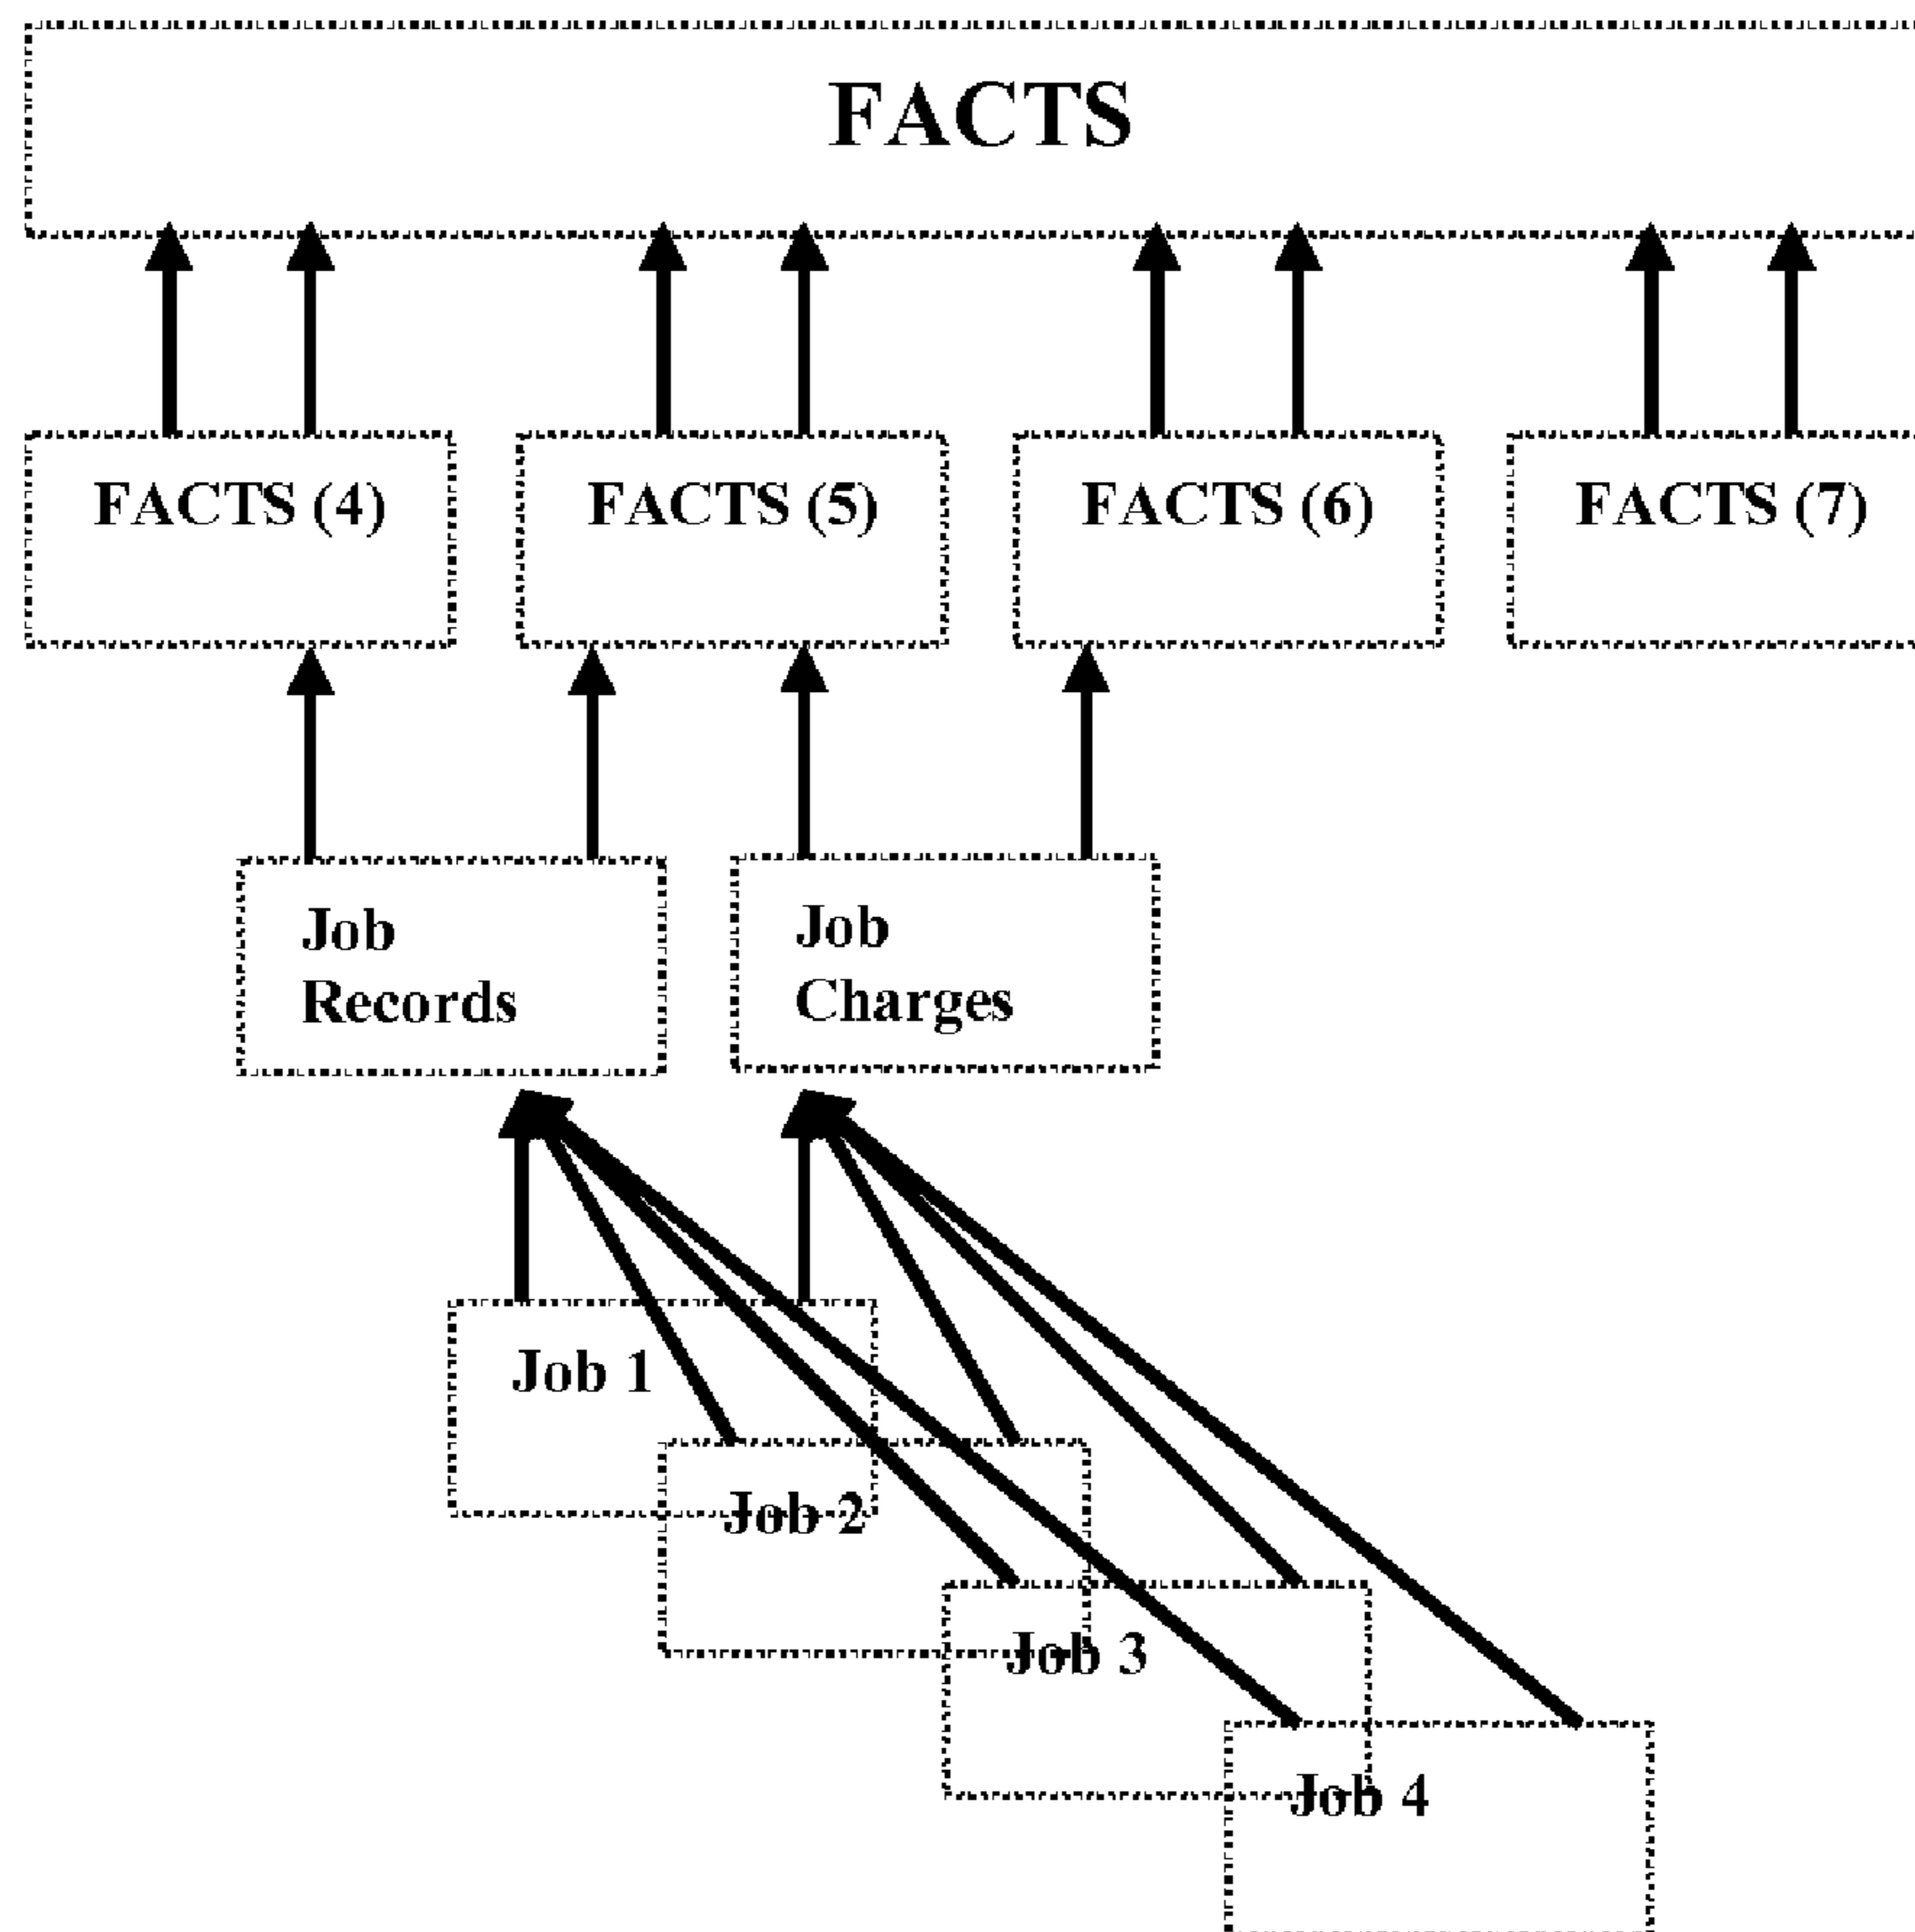 FACTS
FACTS (4)
FACTS (5)
FACTS (6)
FACTS (7)
Job
Records
Job
Charges
Job 1
Job 2
Job 3
Job 4